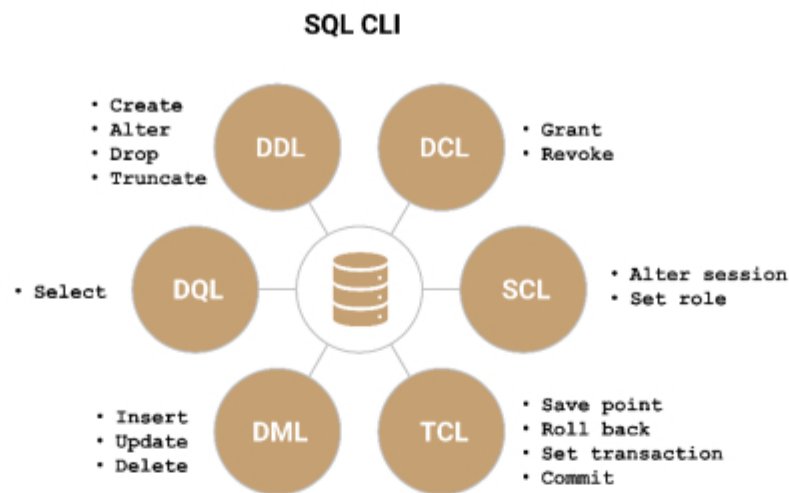 SQL CLI
• Create
• Alter
• Drop
• Truncate
DDL
DCL
• Grant
• Revoke
• Select
DQL
SCL
• Alter session
• Set role
• Insert
• Update
• Delete
DML
TCL
• Save point
• Roll back
• Set transaction
• Commit